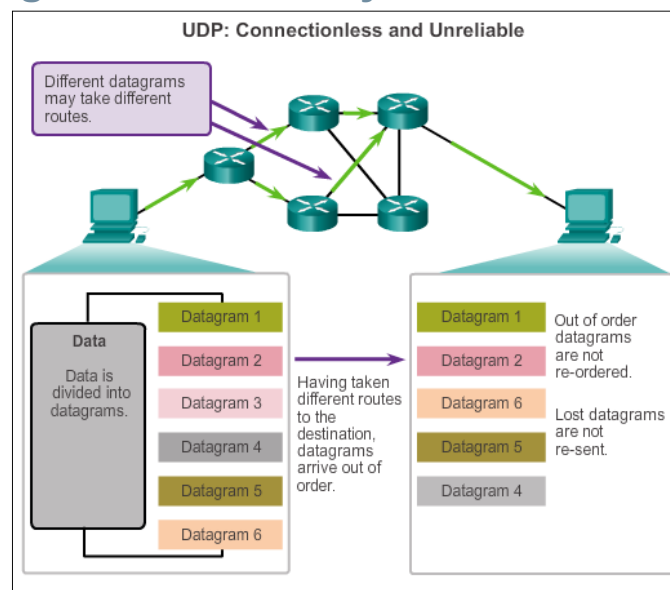 UDP: Connectionless and Unreliable
Different datagrams
may take different
routes.
Data
Data is
divided into
datagrams.
Datagram 1
Datagram 2
Datagram 3
Datagram 4
Datagram 5
Datagram 6
Having taken
different routes
to the
destination,
datagrams
arrive out of
order.
Datagram 1
Datagram 2
Datagram 6
Datagram 5
Datagram 4
Out of order
datagrams
are not
re-ordered.
Lost datagrams
are not
re-sent.